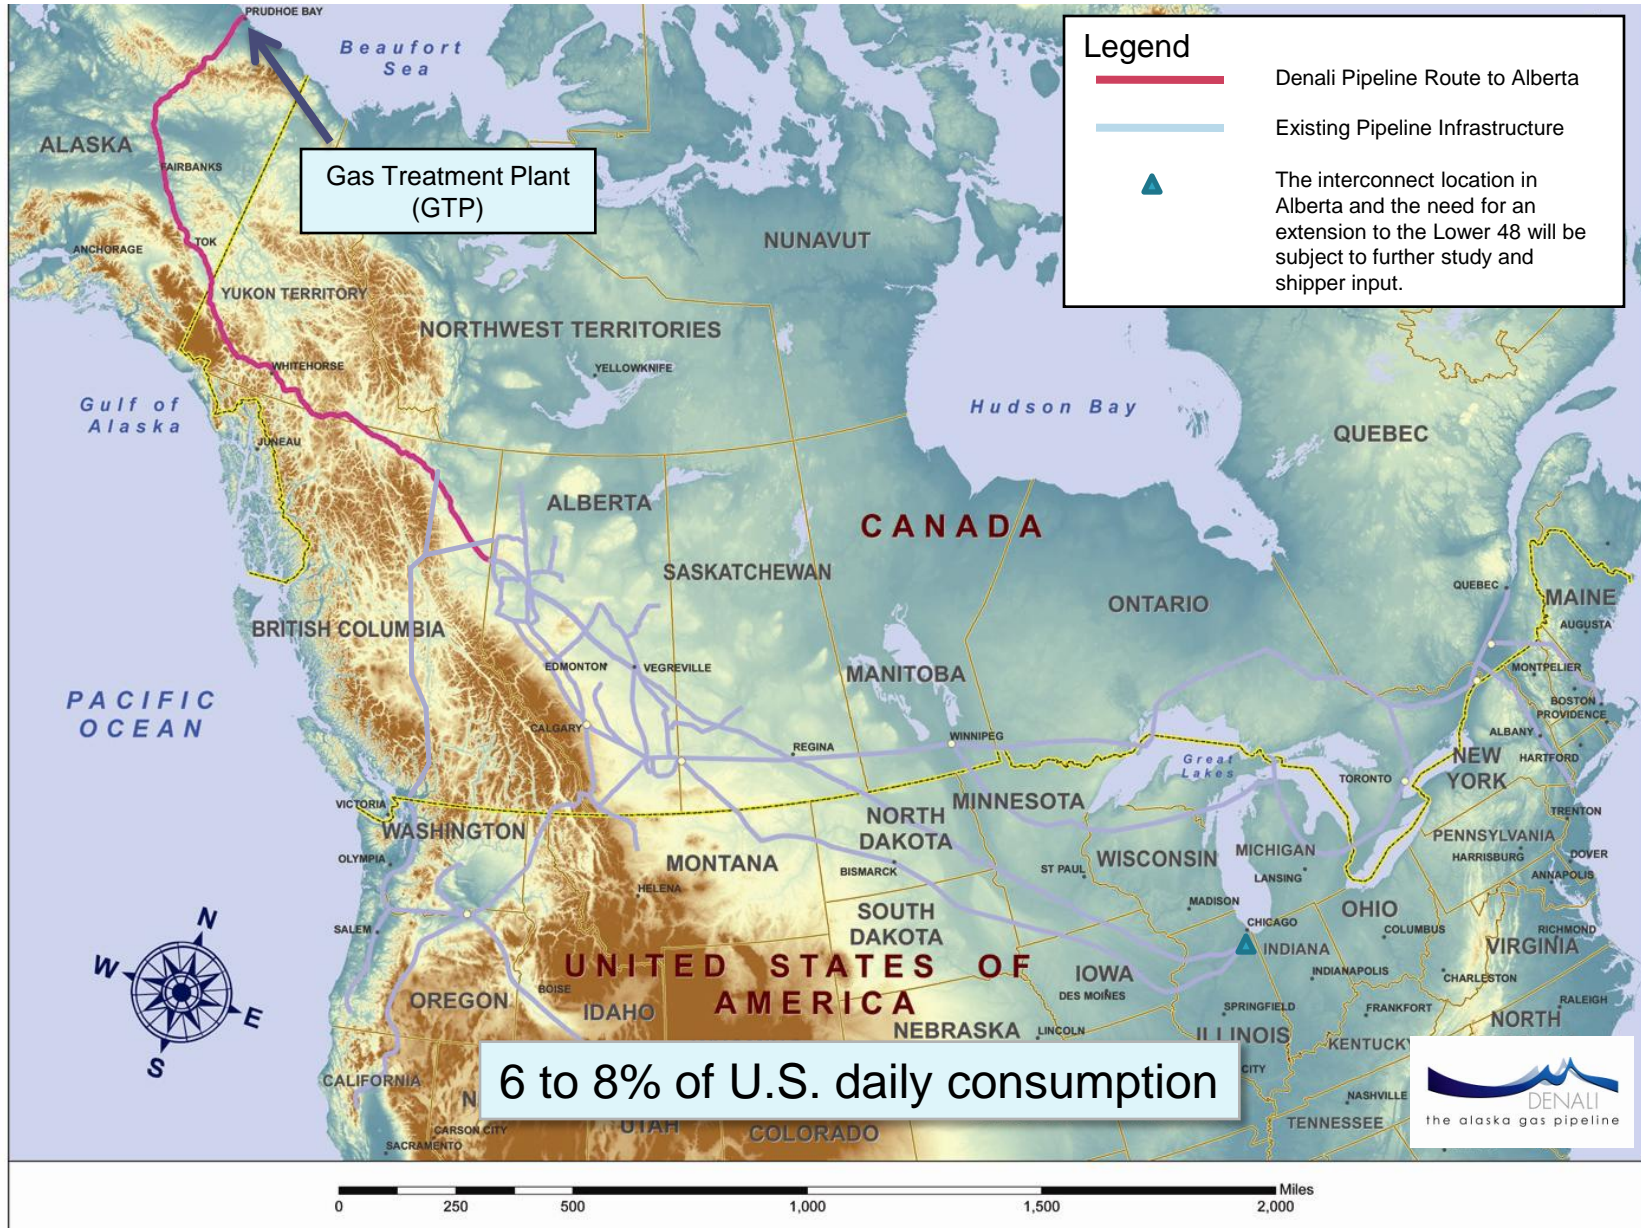 PRUDHOE BAY
Beaufort
Sea
Legend
Denali Pipeline Route to Alberta
Existing Pipeline Infrastructure
The interconnect location in
Alberta and the need for an
extension to the Lower 48 will be
subject to further study and
shipper input.
ALASKA
FAIRBANKS
Gas Treatment Plant
(GTP)
ANCHORAGE
TOK
NUNAVUT
YUKON TERRITORY
NORTHWEST TERRITORIES
WHITEHORSE
YELLOWKNIFE
Gulf of
Alaska
Hudson Bay
JUNEAU
QUEBEC
ALBERTA
CANADA
SASKATCHEWAN
QUEBEC
MAINE
ONTARIO
AUGUSTA
BRITISH COLUMBIA
EDMONTON
VEGREVILLE
MANITOBA
MONTPELIER
PACIFIC
OCEAN
BOSTON
PROVIDENCE
CALGARY
REGINA
WINNIPEG
ALBANY
HARTFORD
Great
Lakes
TORONTO
NEW
YORK
VICTORIA
WASHINGTON
MINNESOTA
NORTH
DAKOTA
TRENTON
PENNSYLVANIA
OLYMPIA
MONTANA
BISMARCK
ST PAUL
WISCONSIN
MICHIGAN
LANSING
HARRISBURG
DOVER
ANNAPOLIS
HELENA
MADISON
SALEM
SOUTH
DAKOTA
CHICAGO
OHIO
COLUMBUS
RICHMOND
INDIANA
VIRGINIA
N
W
E
S
UNITED STATES OF
AMERICA
IOWA
DES MOINES
INDIANAPOLIS
CHARLESTON
OREGON
BOISE
IDAHO
SPRINGFIELD
FRANKFORT
RALEIGH
NEBRASKA
LINCOLN
ILLINOIS
KENTUCKY
NORTH
CALIFORNIA
6 to 8% of U.S. daily consumption
CITY
N
NASHVILLE
TENNESSEE
CARSON CITY
SACRAMENTO
UTAH
COLORADO
DENALI
the alaska gas pipeline
0
250
500
1,000
1,500
2,000
Miles